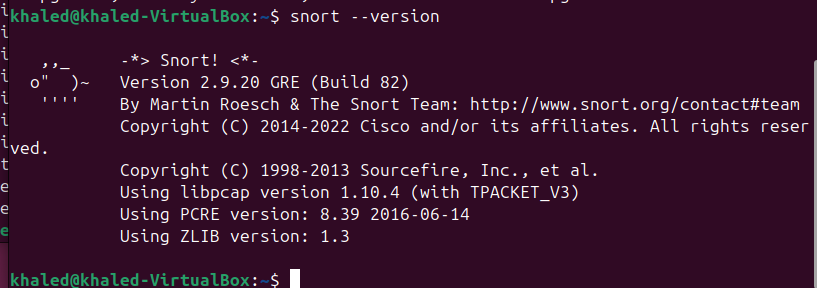 khaled@khaled-VirtualBox:~$ snort --version
,,_     -*> Snort! <*-
o"  )~   Version 2.9.20 GRE (Build 82)
''''    By Martin Roesch & The Snort Team: http://www.snort.org/contact#team
Copyright (C) 2014-2022 Cisco and/or its affiliates. All rights reser
ved.
Copyright (C) 1998-2013 Sourcefire, Inc., et al.
Using libpcap version 1.10.4 (with TPACKET_V3)
Using PCRE version: 8.39 2016-06-14
Using ZLIB version: 1.3
khaled@khaled-VirtualBox:~$